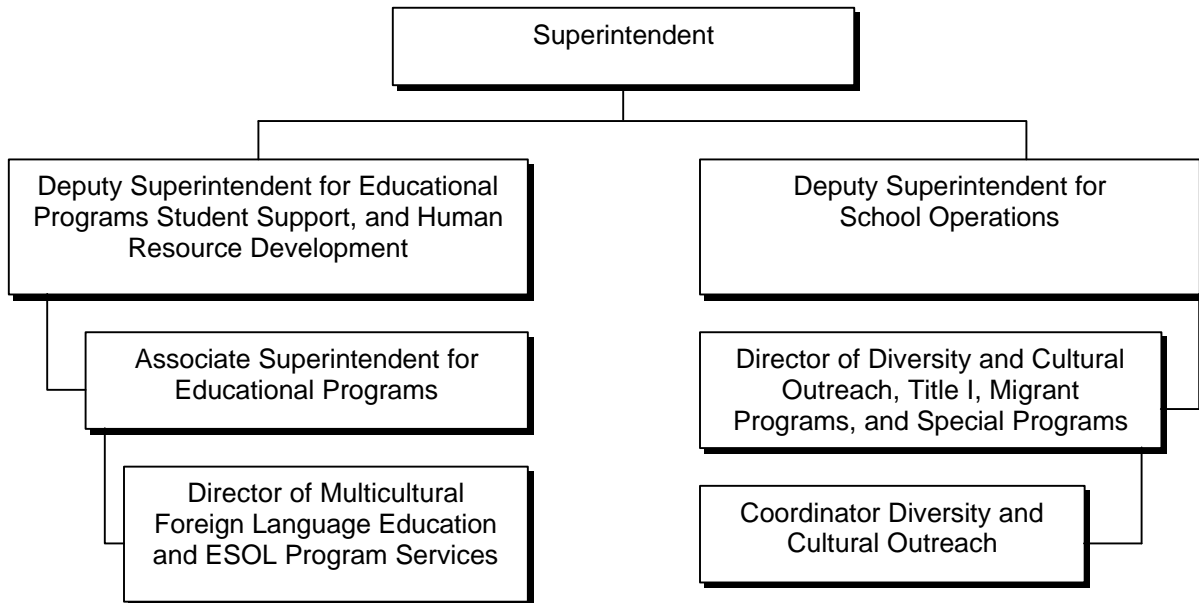 Superintendent
Deputy Superintendent for Educational
Programs Student Support, and Human
Resource Development
Deputy Superintendent for
School Operations
Associate Superintendent for
Educational Programs
Director of Diversity and Cultural
Outreach, Title I, Migrant
Programs, and Special Programs
Director of Multicultural
Foreign Language Education
and ESOL Program Services
Coordinator Diversity and
Cultural Outreach